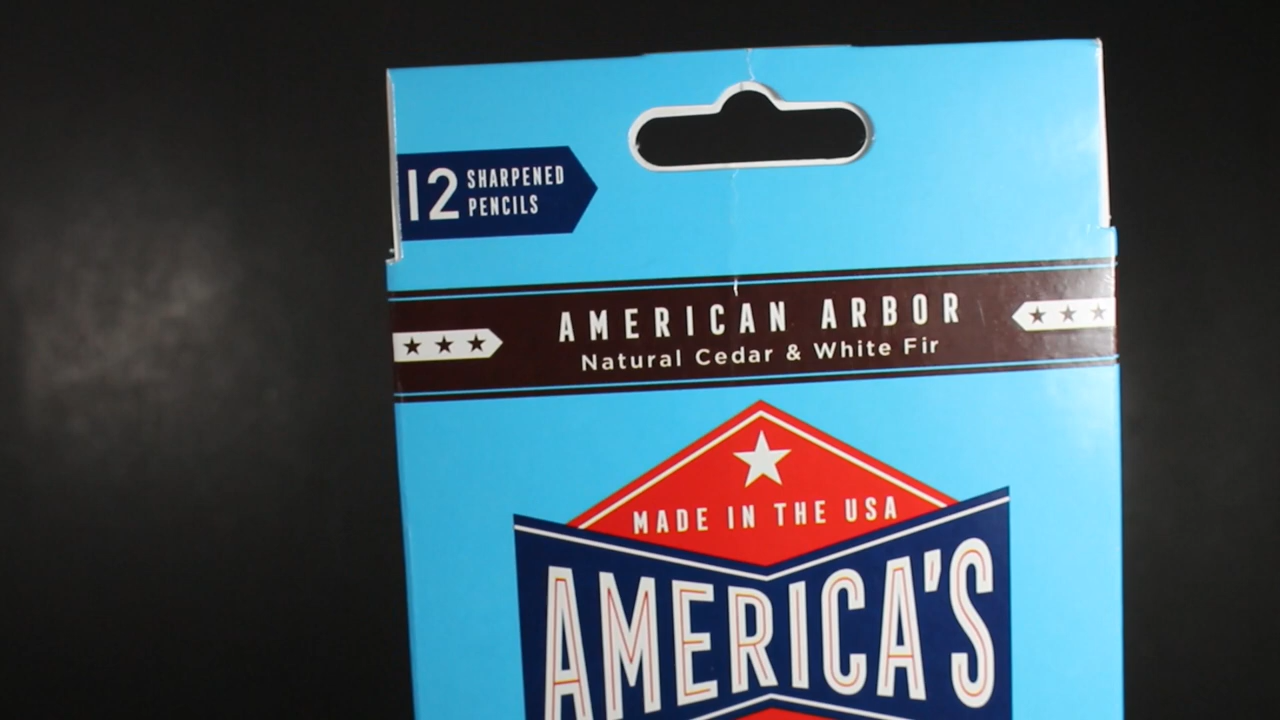 12 SHARPENED
PENCILS
AMERICAN ARBOR
Natural Cedar & White Fir
MADE IN THE USA
AMERICA'S